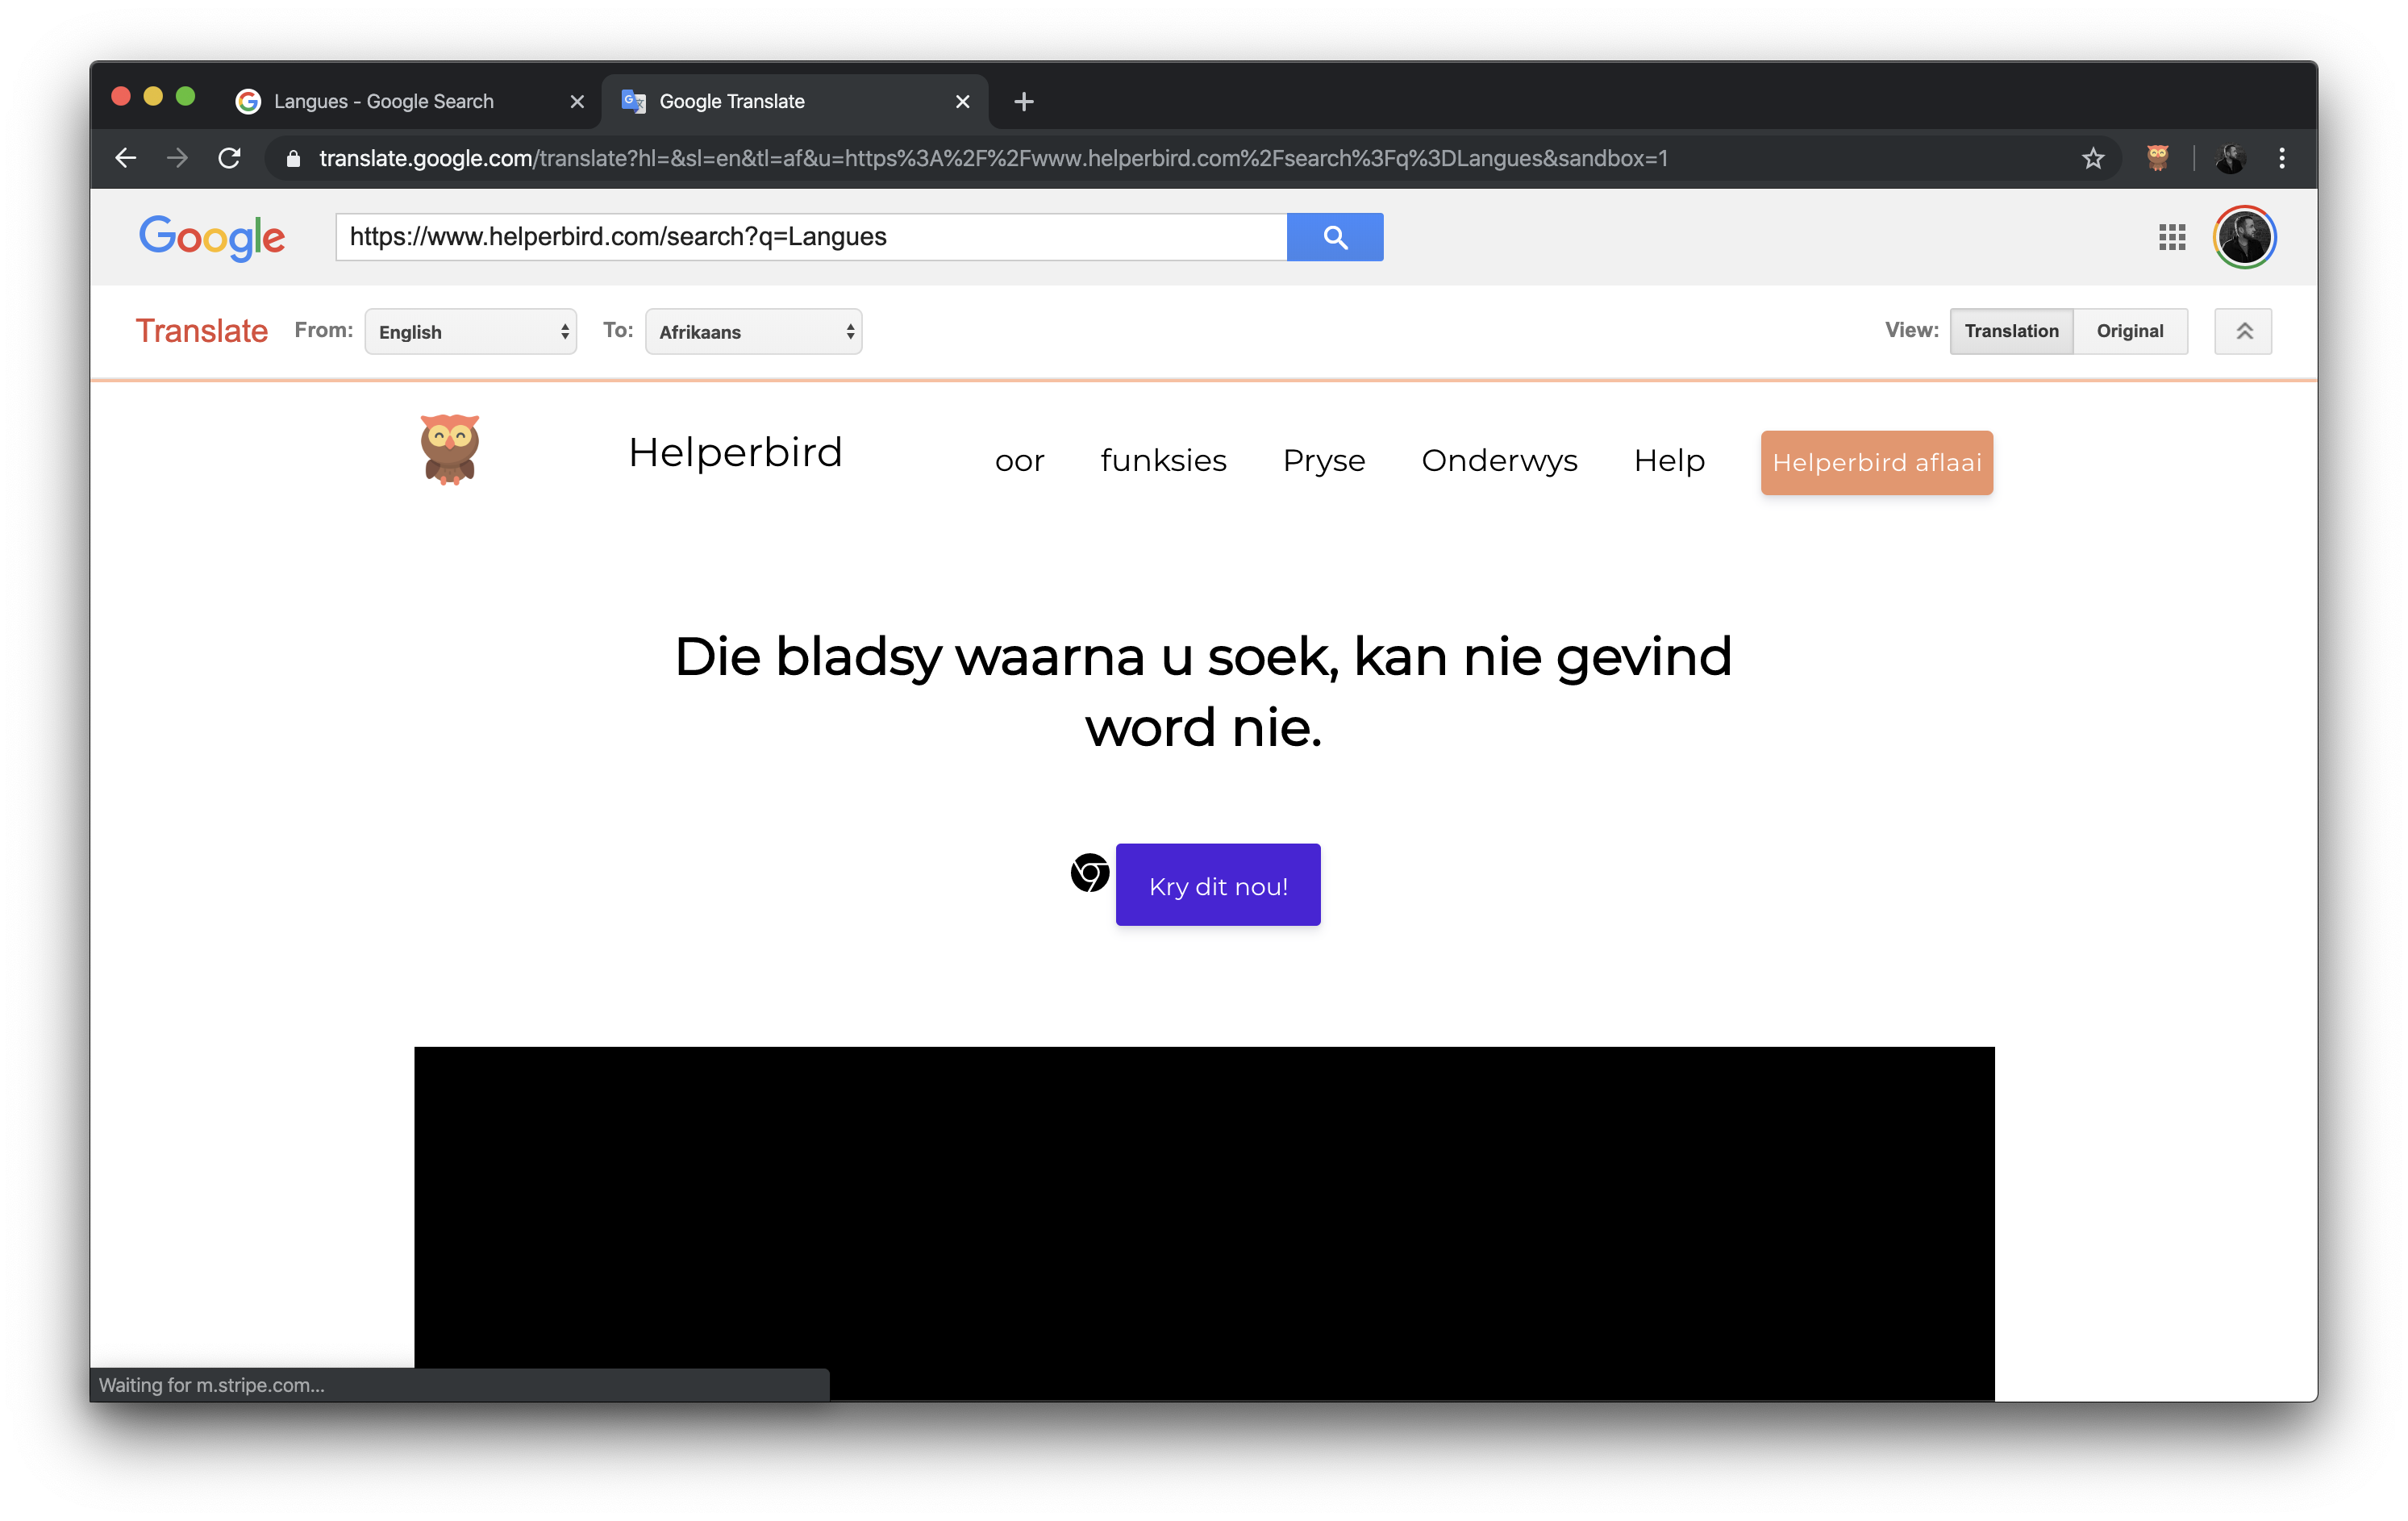 Langues - Google Search
Google Translate
translate.google.com/translate?hl=&sl=en&tl=af&u=https%3A%2F%2Fwww.helperbird.com%2Fsearch%3Fq%3DLangues&sandbox=1
Google
https://www.helperbird.com/search?q=Langues
Translate From: English To: Afrikaans View: Translation Original
Helperbird oor funksies Pryse Onderwys Help Helperbird aflaai
Die bladsy waarna u soek, kan nie gevind
word nie.
Kry dit nou!
Waiting for m.stripe.com...